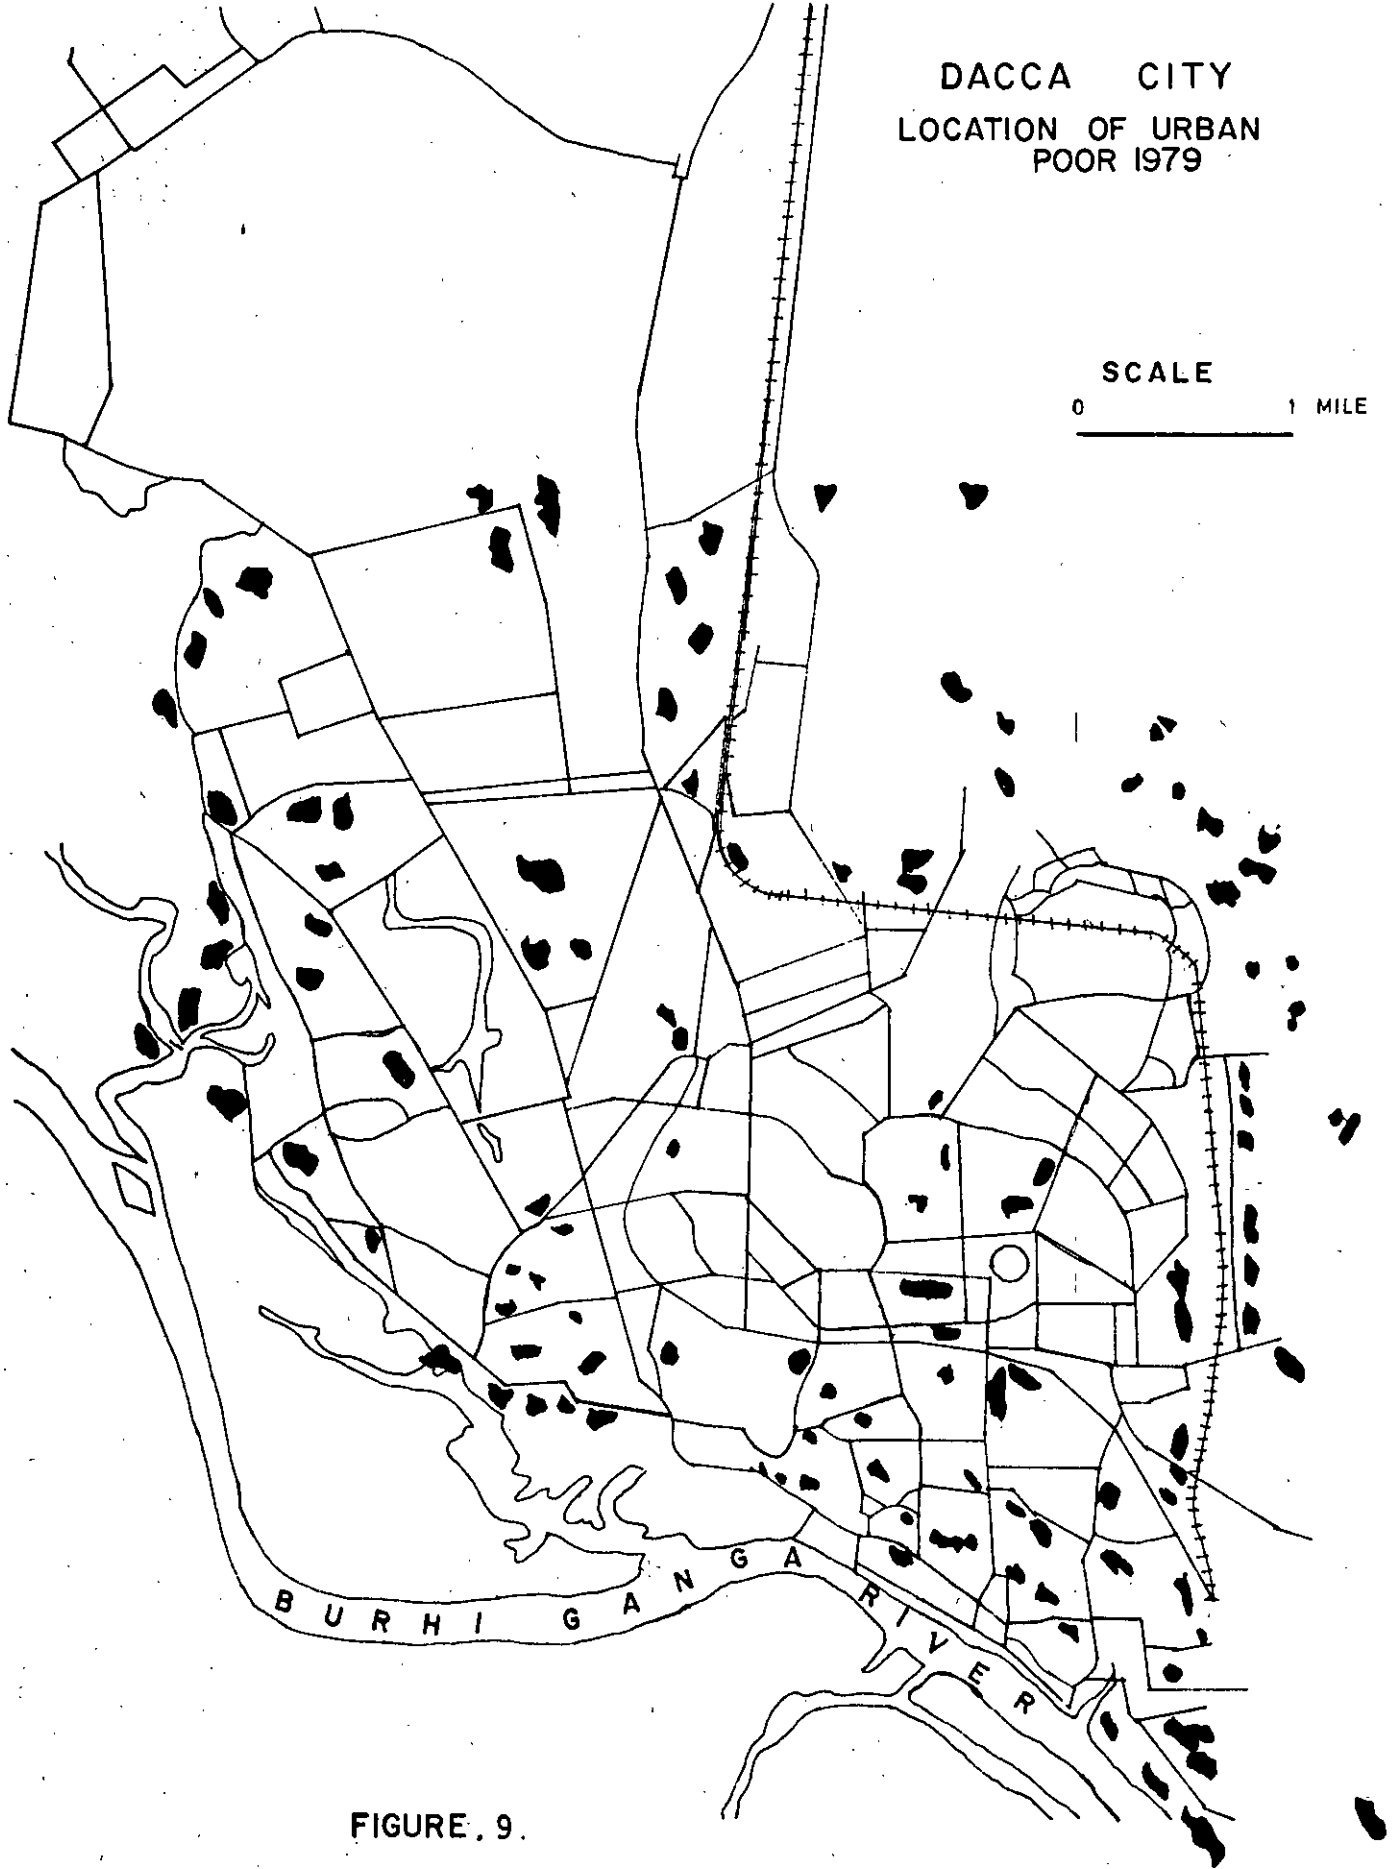 DACCA CITY
LOCATION OF URBAN
POOR 1979
SCALE
0 1 MILE
BURHI GANGA RIVER
FIGURE. 9.